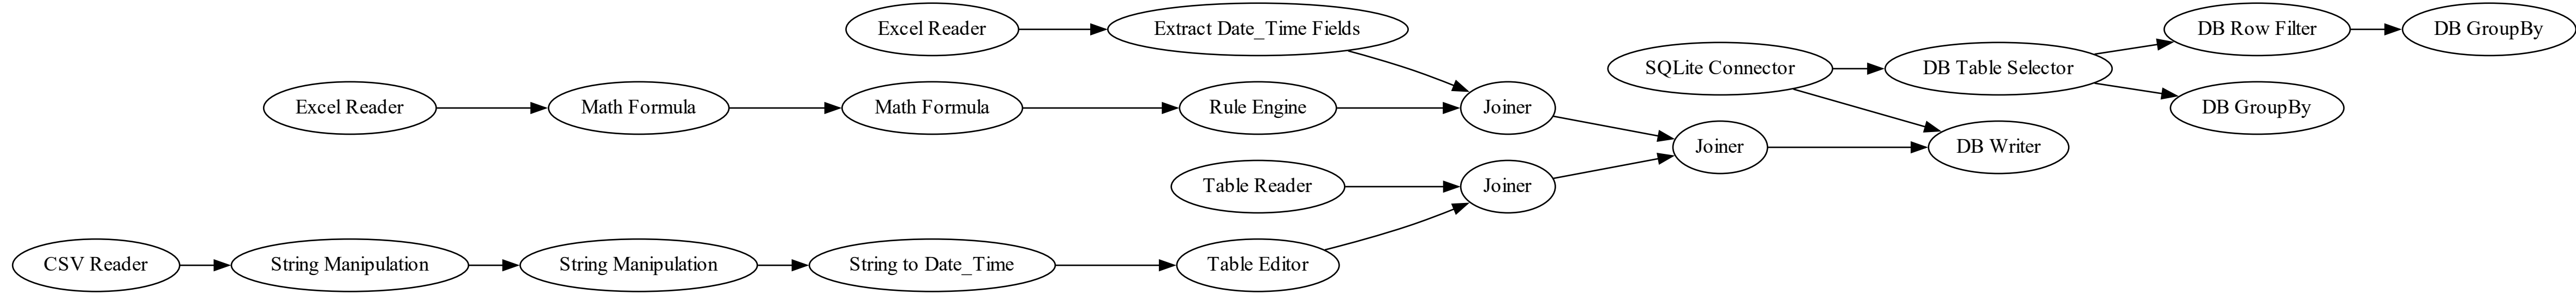 Excel Reader
Extract Date_Time Fields
DB Row Filter
DB GroupBy
SQLite Connector
DB Table Selector
Excel Reader
Math Formula
Math Formula
Rule Engine
Joiner
DB GroupBy
Joiner
DB Writer
Table Reader
Joiner
CSV Reader
String Manipulation
String Manipulation
String to Date_Time
Table Editor